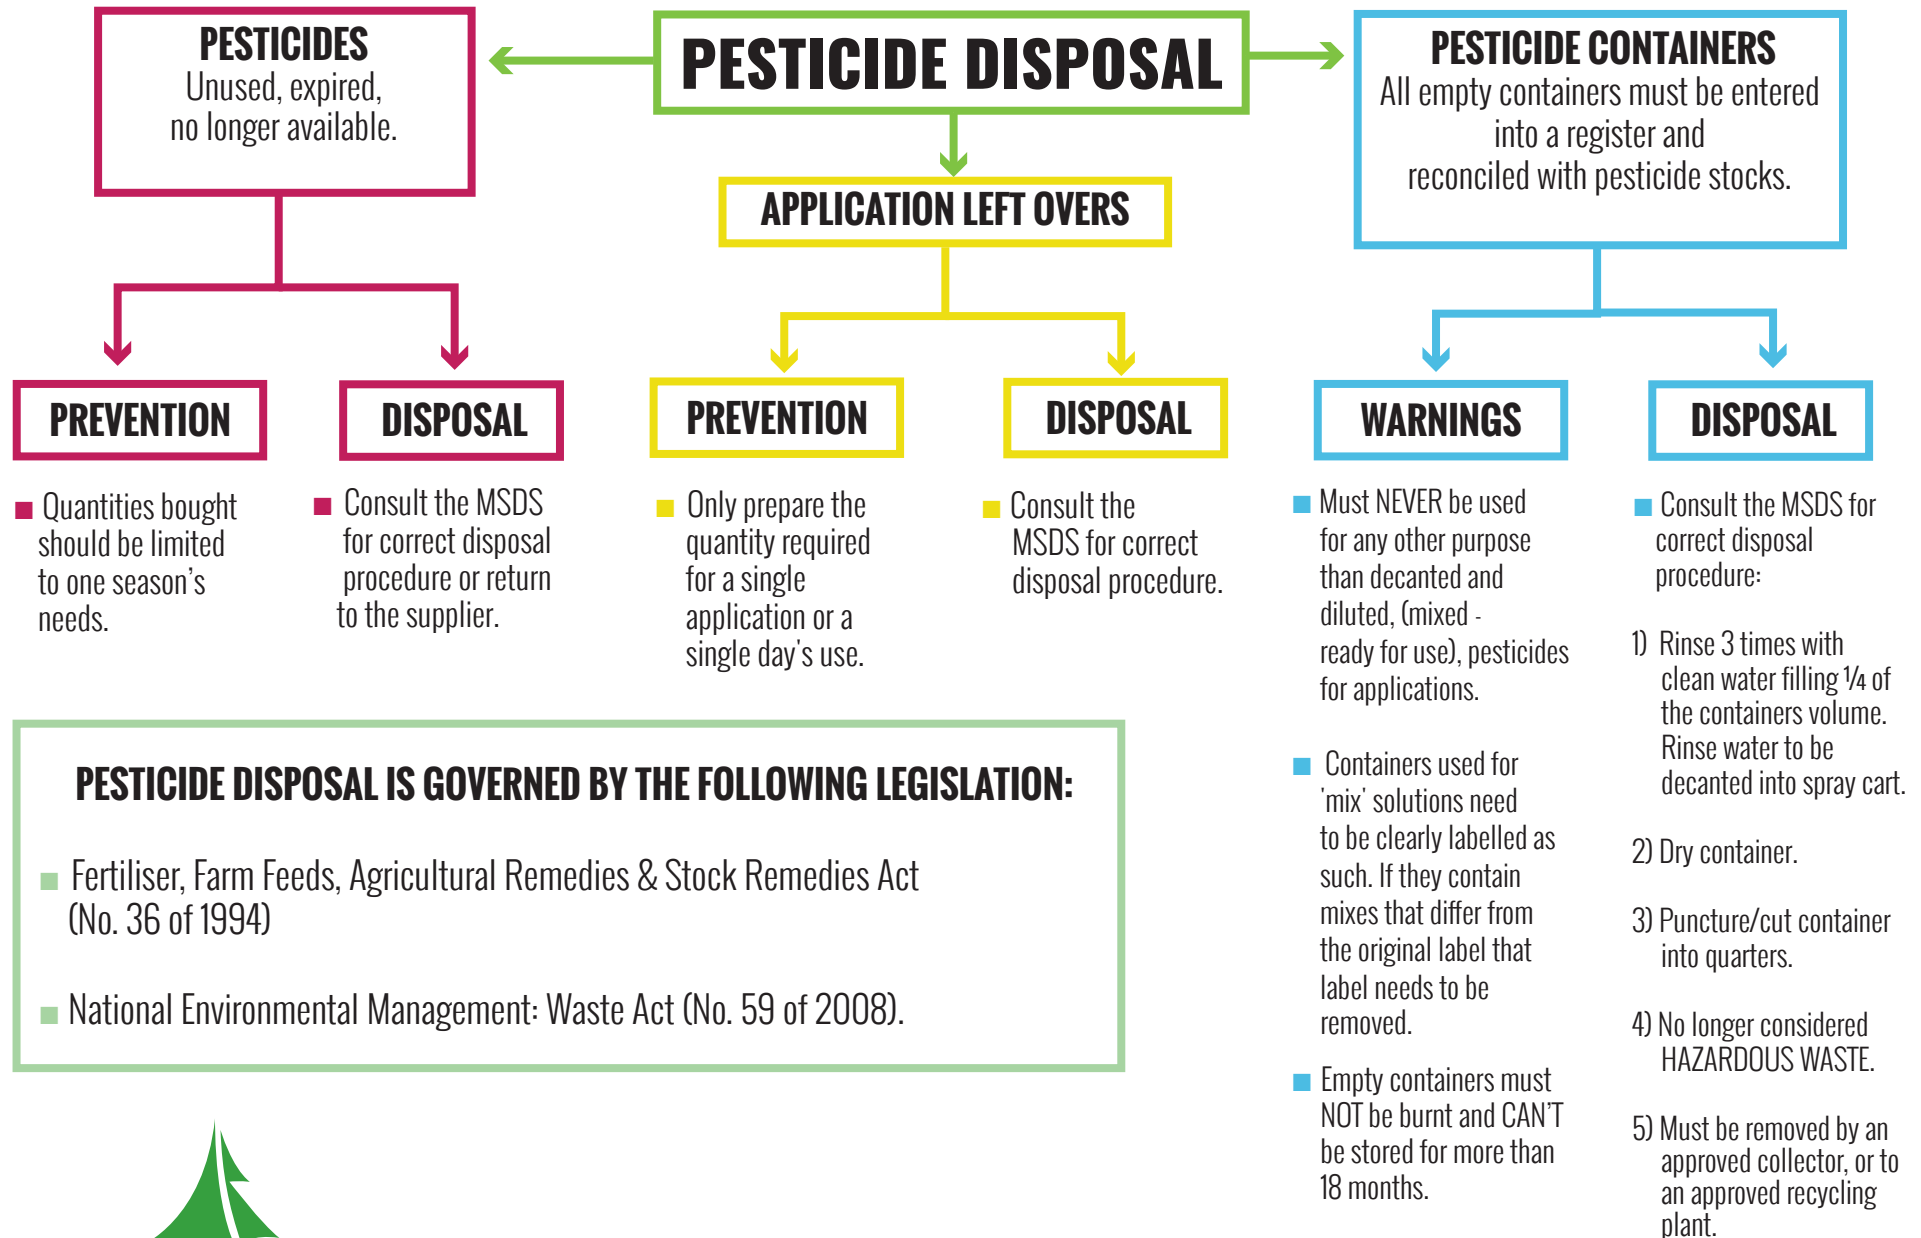 PESTICIDE DISPOSAL
PESTICIDES
Unused, expired,
no longer available.
PREVENTION
■ Quantities bought
should be limited
to one season's
needs.
DISPOSAL
■ Consult the MSDS
for correct disposal
procedure or return
to the supplier.
APPLICATION LEFT OVERS
PREVENTION
■ Only prepare the
quantity required
for a single
application or a
single day's use.
DISPOSAL
■ Consult the
MSDS for correct
disposal procedure.
PESTICIDE CONTAINERS
All empty containers must be entered
into a register and
reconciled with pesticide stocks.
WARNINGS
■ Must NEVER be used
for any other purpose
than decanted and
diluted, (mixed -
ready for use), pesticides
for applications.
■ Containers used for
'mix' solutions need
to be clearly labelled as
such. If they contain
mixes that differ from
the original label that
label needs to be
removed.
■ Empty containers must
NOT be burnt and CAN'T
be stored for more than
18 months.
DISPOSAL
■ Consult the MSDS for
correct disposal
procedure:
1) Rinse 3 times with
clean water filling ¼ of
the containers volume.
Rinse water to be
decanted into spray cart.
2) Dry container.
3) Puncture/cut container
into quarters.
4) No longer considered
HAZARDOUS WASTE.
5) Must be removed by an
approved collector, or to
an approved recycling
plant.
PESTICIDE DISPOSAL IS GOVERNED BY THE FOLLOWING LEGISLATION:
■ Fertiliser, Farm Feeds, Agricultural Remedies & Stock Remedies Act
(No. 36 of 1994)
■ National Environmental Management: Waste Act (No. 59 of 2008).